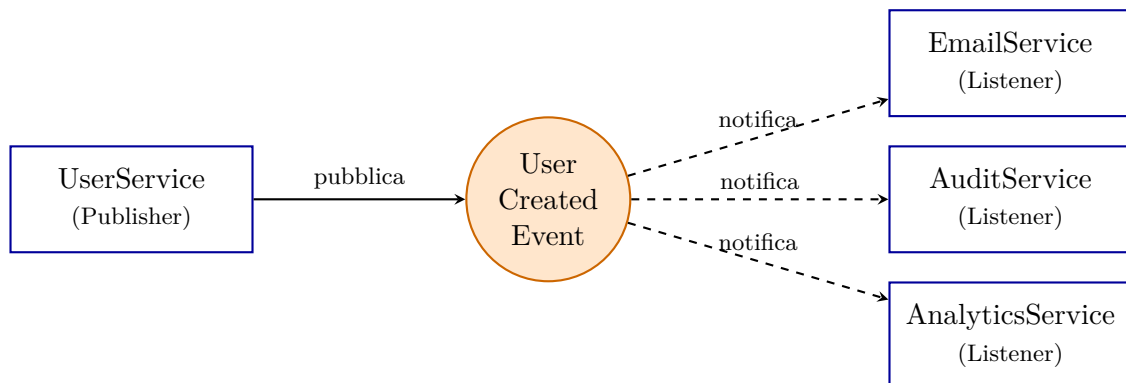 UserService
(Publisher)
pubblica
User
Created
Event
notifica
notifica
notifica
EmailService
(Listener)
AuditService
(Listener)
AnalyticsService
(Listener)